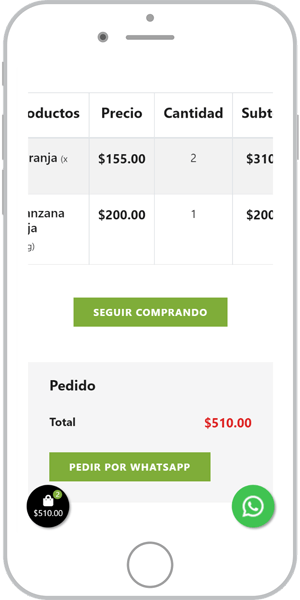 oductos Precio Cantidad Subt
ranja (x $155.00 2 $310
anzana $200.00 1 $200
ja
g)
SEGUIR COMPRANDO
Pedido
Total $510.00
PEDIR POR WHATSAPP
2
$510.00